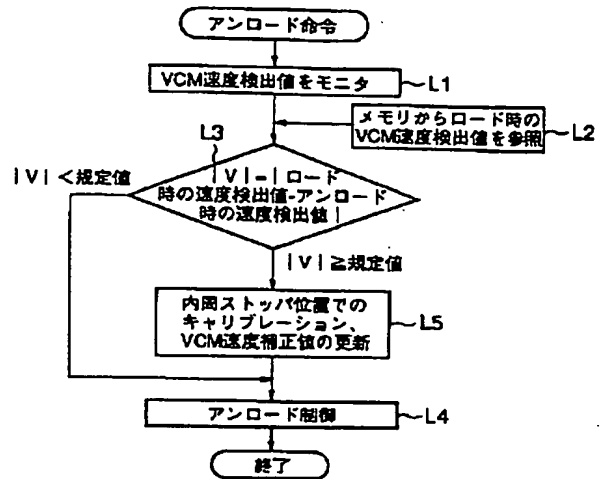 アンロード命令
VCM速度検出値をモニタ
L1
メモリからロード時の
VCM速度検出値を参照
L2
L3
|V|=|ロード
時の速度検出値-アンロード
時の速度検出値|
|V|<規定値
|V|≧規定値
内周ストッパ位置での
キャリブレーション、
VCM速度補正値の更新
L5
アンロード制御
L4
終了